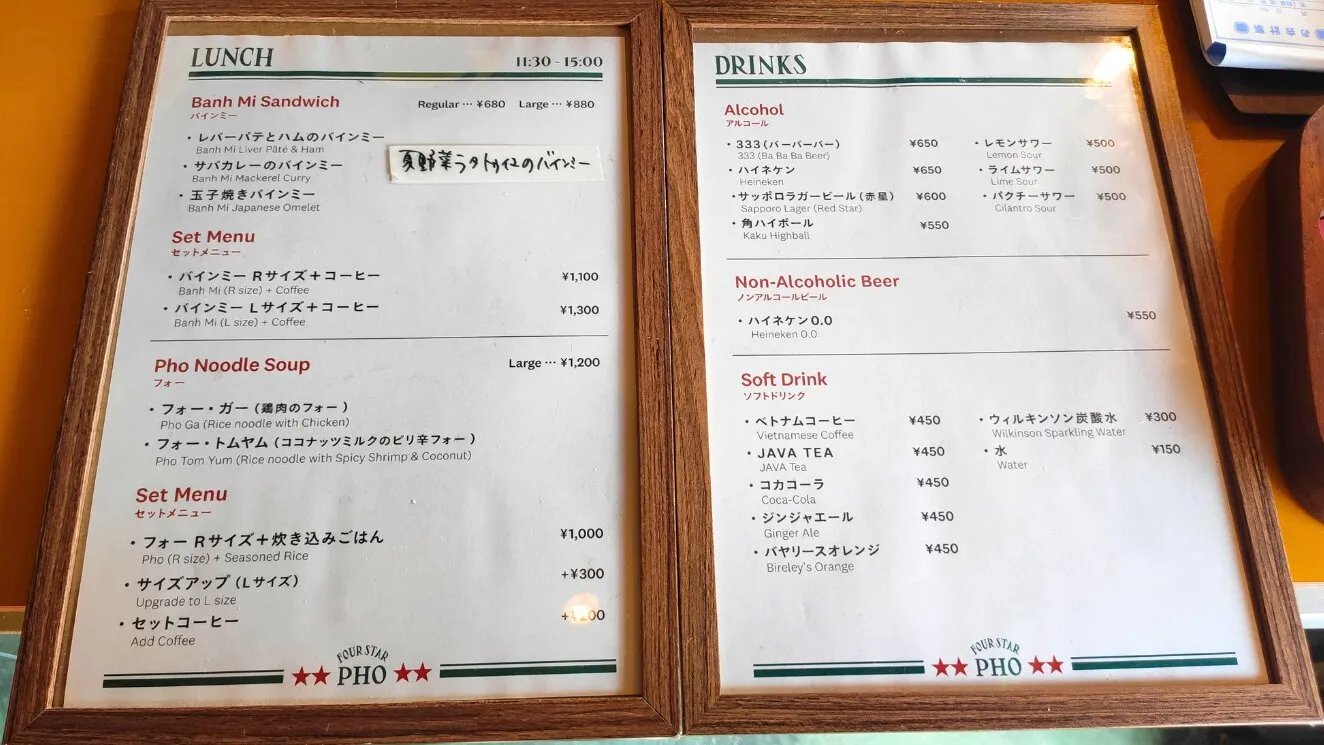 LUNCH 11:30 - 15:00
Banh Mi Sandwich Regular … ¥680 Large … ¥880
バインミー
・レバーパテとハムのバインミー
Banh Mi Liver Pâté & Ham
夏野菜ラタトゥイユのバインミー
・サバカレーのバインミー
Banh Mi Mackerel Curry
・玉子焼きバインミー
Banh Mi Japanese Omelet
Set Menu
セットメニュー
・バインミー Rサイズ＋コーヒー ¥1,100
Banh Mi (R size) + Coffee
・バインミー Lサイズ＋コーヒー ¥1,300
Banh Mi (L size) + Coffee
Pho Noodle Soup Large … ¥1,200
フォー
・フォー・ガー（鶏肉のフォー）
Pho Ga (Rice noodle with Chicken)
・フォー・トムヤム（ココナッツミルクのピリ辛フォー）
Pho Tom Yum (Rice noodle with Spicy Shrimp & Coconut)
Set Menu
セットメニュー
・フォー Rサイズ＋炊き込みごはん ¥1,000
Pho (R size) + Seasoned Rice
・サイズアップ（Lサイズ） +¥300
Upgrade to L size
・セットコーヒー
Add Coffee
FOUR STAR
★★ PHO ★★
DRINKS
Alcohol
アルコール
・333（バーバーバー） ¥650 ・レモンサワー ¥500
333 (Ba Ba Ba Beer) Lemon Sour
・ハイネケン ¥650 ・ライムサワー ¥500
Heineken Lime Sour
・サッポロラガービール（赤星） ¥600 ・パクチーサワー ¥500
Sapporo Lager (Red Star) Cilantro Sour
・角ハイボール ¥550
Kaku Highball
Non-Alcoholic Beer
ノンアルコールビール
・ハイネケン0.0 ¥550
Heineken 0.0
Soft Drink
ソフトドリンク
・ベトナムコーヒー ¥450 ・ウィルキンソン炭酸水 ¥300
Vietnamese Coffee Wilkinson Sparkling Water
・JAVA TEA ¥450 ・水 ¥150
JAVA Tea Water
・コカコーラ ¥450
Coca-Cola
・ジンジャエール ¥450
Ginger Ale
・バヤリースオレンジ ¥450
Bireley's Orange
FOUR STAR
★★ PHO ★★
お会計票